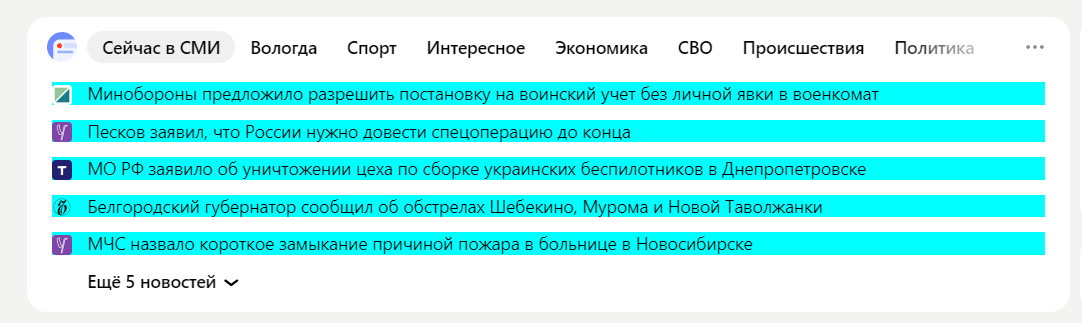 Сейчас в СМИ Вологда Спорт Интересное Экономика СВО Происшествия Политика
Минобороны предложило разрешить постановку на воинский учет без личной явки в военкомат
Песков заявил, что России нужно довести спецоперацию до конца
МО РФ заявило об уничтожении цеха по сборке украинских беспилотников в Днепропетровске
Белгородский губернатор сообщил об обстрелах Шебекино, Мурома и Новой Таволжанки
МЧС назвало короткое замыкание причиной пожара в больнице в Новосибирске
Ещё 5 новостей